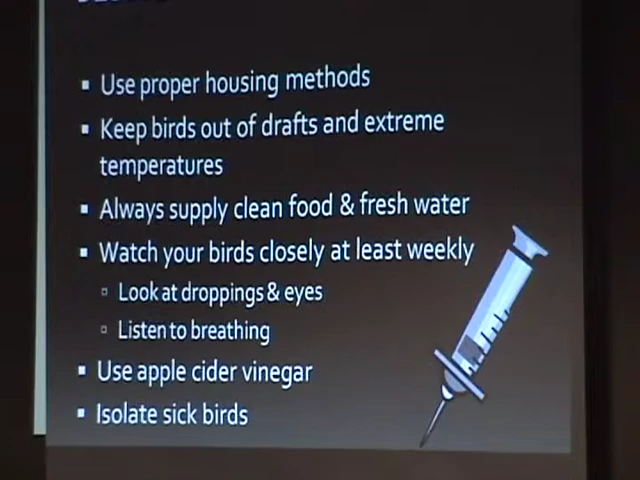 Use proper housing methods
Keep birds out of drafts and extreme
temperatures
Always supply clean food & fresh water
Watch your birds closely at least weekly
Look at droppings & eyes
Listen to breathing
Use apple cider vinegar
Isolate sick birds